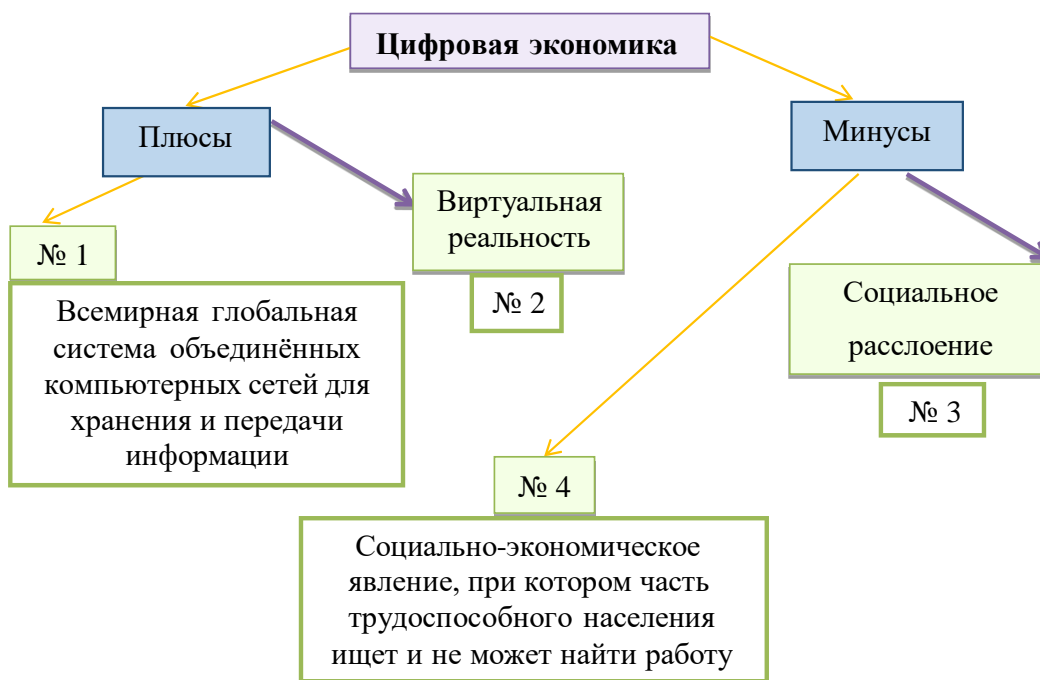 Цифровая экономика
Плюсы
Минусы
№ 1
Всемирная глобальная
система объединённых
компьютерных сетей для
хранения и передачи
информации
Виртуальная
реальность
№ 2
Социальное
расслоение
№ 3
№ 4
Социально-экономическое
явление, при котором часть
трудоспособного населения
ищет и не может найти работу